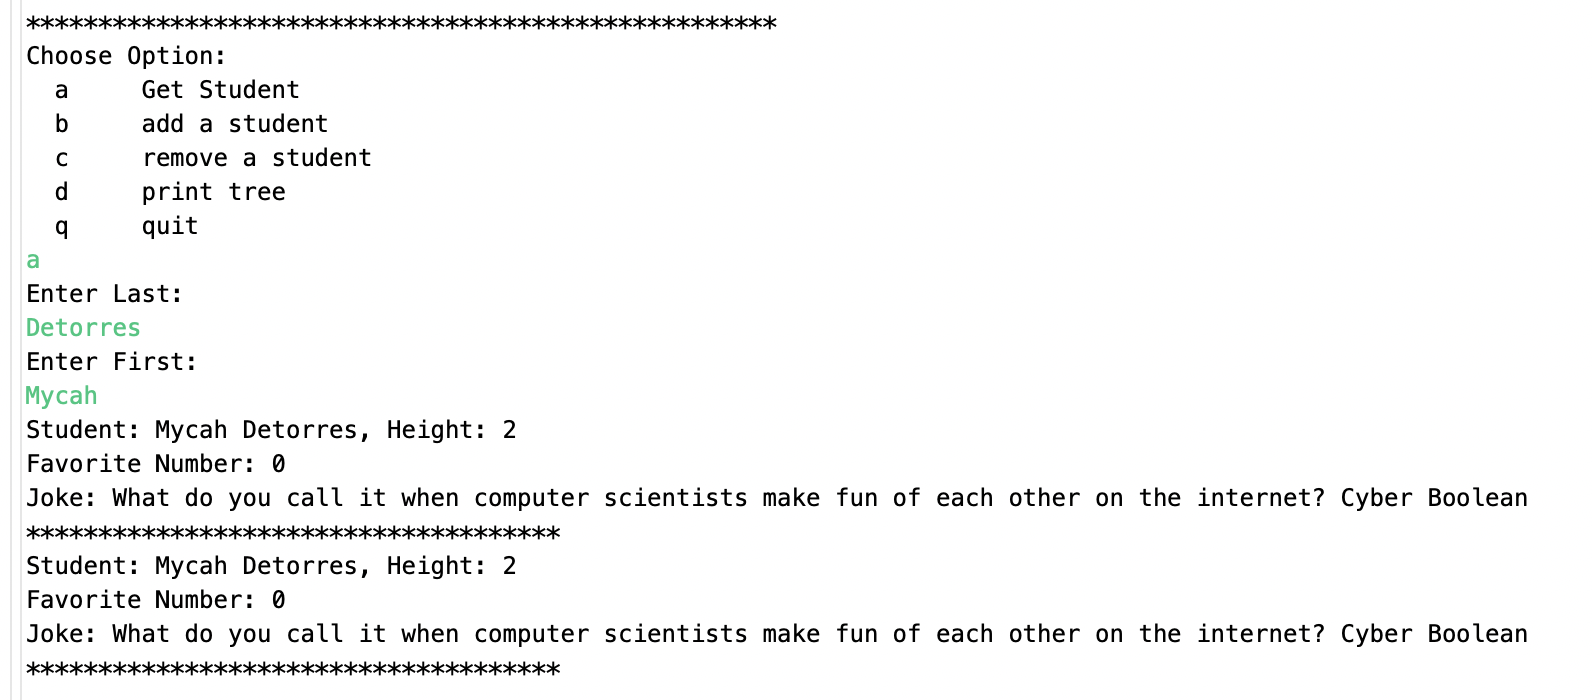 ****************************************************
Choose Option:
  a     Get Student
  b     add a student
  c     remove a student
  d     print tree
  q     quit
a
Enter Last:
Detorres
Enter First:
Mycah
Student: Mycah Detorres, Height: 2
Favorite Number: 0
Joke: What do you call it when computer scientists make fun of each other on the internet? Cyber Boolean
*************************************
Student: Mycah Detorres, Height: 2
Favorite Number: 0
Joke: What do you call it when computer scientists make fun of each other on the internet? Cyber Boolean
*************************************